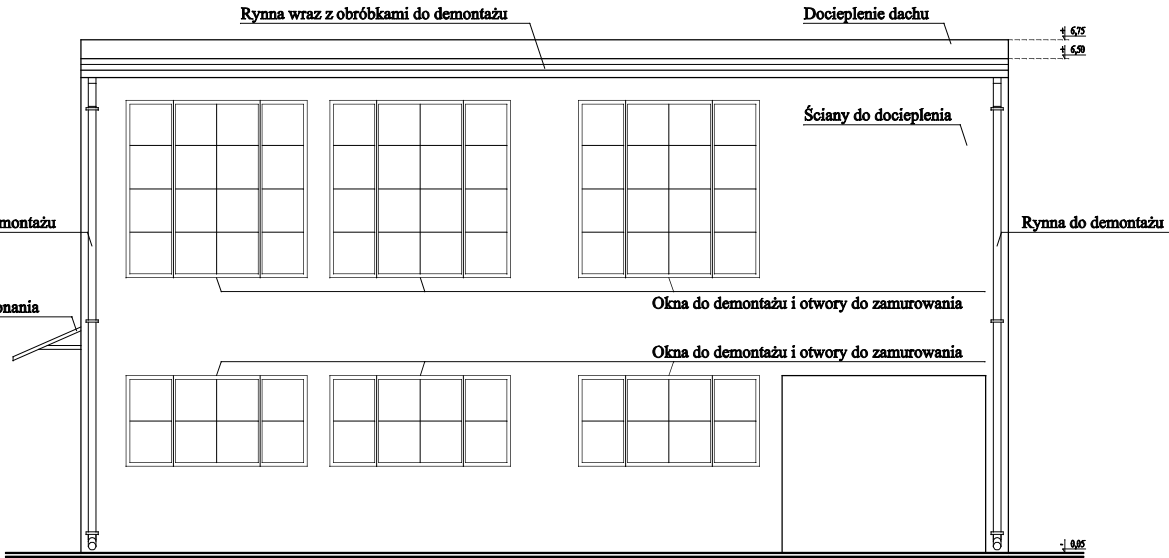 Rynna wraz z obróbkami do demontażu
Docieplenie dachu
+ 6,75
+ 6,50
Ściany do docieplenia
montażu
Rynna do demontażu
onania
Okna do demontażu i otwory do zamurowania
Okna do demontażu i otwory do zamurowania
- 0,05